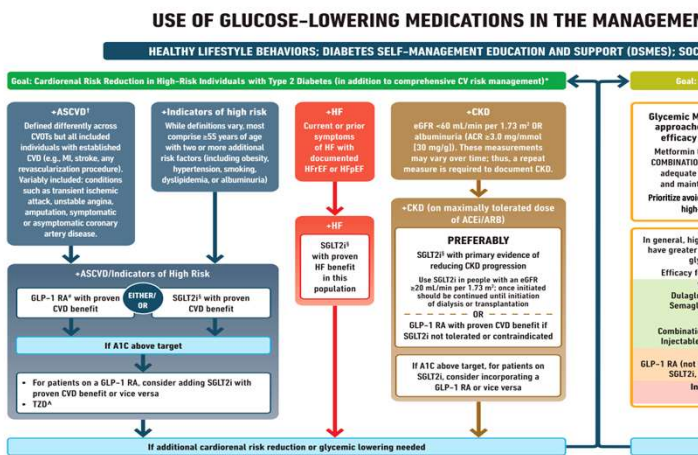 USE OF GLUCOSE-LOWERING MEDICATIONS IN THE MANAGEME
HEALTHY LIFESTYLE BEHAVIORS; DIABETES SELF-MANAGEMENT EDUCATION AND SUPPORT (DSMES); SOC
Goal: Cardiorenal Risk Reduction in High-Risk Individuals with Type 2 Diabetes (in addition to comprehensive CV risk management)*
+ASCVD†
Defined differently across
CVOTs but all included
individuals with established
CVD (e.g., MI, stroke, any
revascularization procedure).
Variably included: conditions
such as transient ischemic
attack, unstable angina,
amputation, symptomatic
or asymptomatic coronary
artery disease.
+Indicators of high risk
While definitions vary, most
comprise ≥55 years of age
with two or more additional
risk factors (including obesity,
hypertension, smoking,
dyslipidemia, or albuminuria)
+HF
Current or prior
symptoms
of HF with
documented
HFrEF or HFpEF
+CKD
eGFR <60 mL/min per 1.73 m² OR
albuminuria (ACR ≥3.0 mg/mmol
[30 mg/g]). These measurements
may vary over time; thus, a repeat
measure is required to document CKD.
+ASCVD/Indicators of High Risk
GLP-1 RA# with proven
CVD benefit
EITHER/
OR
SGLT2i§ with proven
CVD benefit
If A1C above target
• For patients on a GLP-1 RA, consider adding SGLT2i with
proven CVD benefit or vice versa
• TZD^
+HF
SGLT2i§
with proven
HF benefit
in this
population
+CKD (on maximally tolerated dose
of ACEi/ARB)
PREFERABLY
SGLT2i§ with primary evidence of
reducing CKD progression
Use SGLT2i in people with an eGFR
≥20 mL/min per 1.73 m²; once initiated
should be continued until initiation
of dialysis or transplantation
OR
GLP-1 RA with proven CVD benefit if
SGLT2i not tolerated or contraindicated
If A1C above target, for patients on
SGLT2i, consider incorporating a
GLP-1 RA or vice versa
If additional cardiorenal risk reduction or glycemic lowering needed
Goal:
Glycemic M
approache
efficacy
Metformin
COMBINATION
adequate
and maint
Prioritize avoi
high
In general, hig
have greater
gly
Efficacy f
Dulaglu
Semagl
Combinati
Injectable
GLP-1 RA (not
SGLT2i,
In